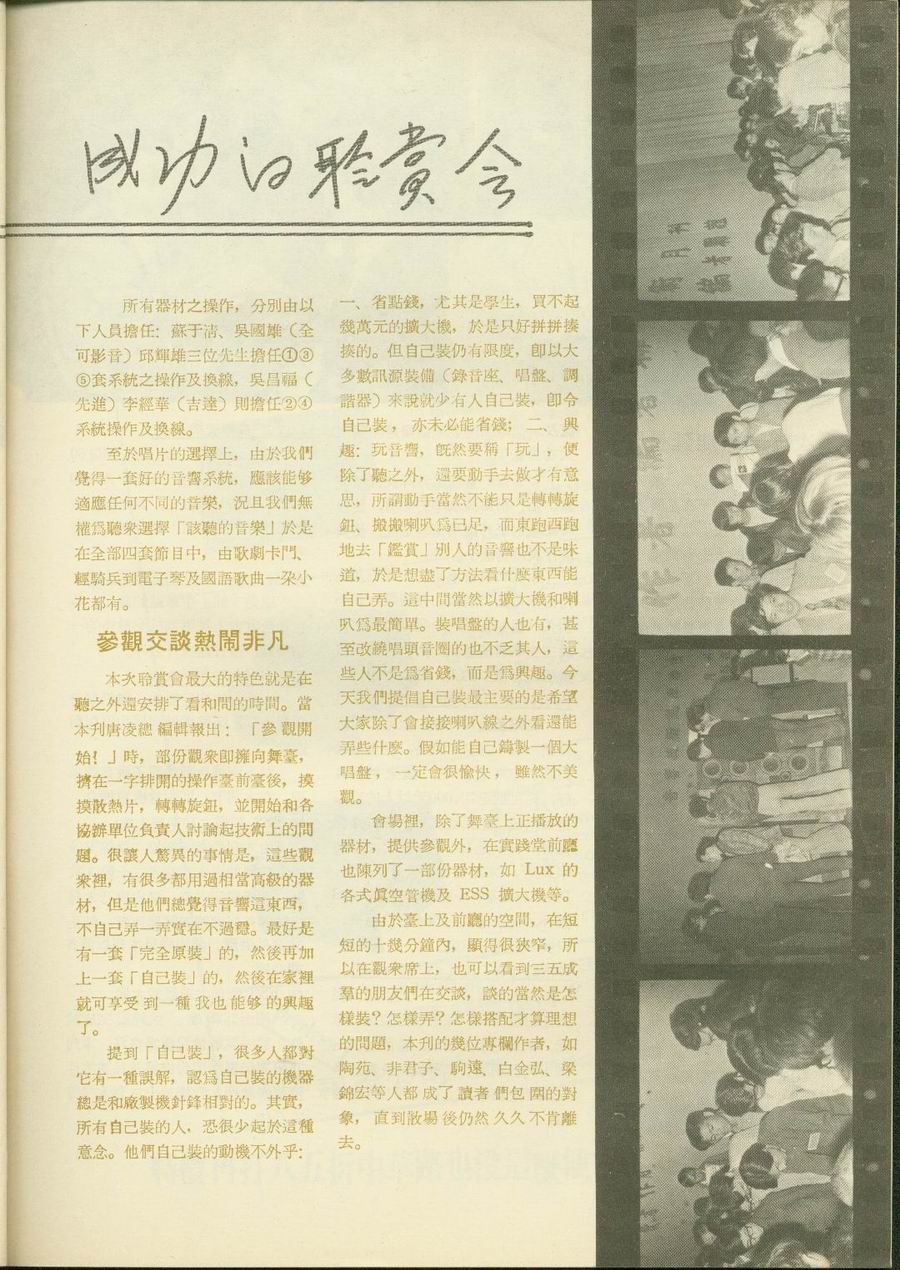 成功的聆賞会
所有器材之操作，分別由以
下人員擔任：蘇于清、吳國雄（全
可影音）邱輝雄三位先生擔任①③
⑤套系統之操作及換線，吳昌福（
先進）李經華（吉達）則擔任②④
系統操作及換線。
至於唱片的選擇上，由於我們
覺得一套好的音響系統，應該能够
適應任何不同的音樂，況且我們無
權爲聽衆選擇「該聽的音樂」於是
在全部四套節目中，由歌劇卡門、
輕騎兵到電子琴及國語歌曲一朶小
花都有。
參觀交談熱鬧非凡
本次聆賞會最大的特色就是在
聽之外還安排了看和問的時間。當
本刋唐凌總編輯報出：「參觀開
始！」時，部份觀衆卽擁向舞臺，
擠在一字排開的操作臺前臺後，摸
摸散熱片，轉轉旋鈕，並開始和各
協辦單位負責人討論起技術上的問
題。很讓人驚異的事情是，這些觀
衆裡，有很多都用過相當高級的器
材，但是他們總覺得音響這東西，
不自己弄一弄實在不過癮。最好是
有一套「完全原裝」的，然後再加
上一套「自己裝」的，然後在家裡
就可享受到一種我也能够的興趣
了。
提到「自己裝」，很多人都對
它有一種誤解，認爲自己裝的機器
總是和廠製機針鋒相對的。其實，
所有自己裝的人，恐很少起於這種
意念。他們自己裝的動機不外乎：
一、省點錢，尤其是學生，買不起
幾萬元的擴大機，於是只好拼拼揍
揍的。但自己裝仍有限度，卽以大
多數訊源裝備（錄音座、唱盤、調
諧器）來說就少有人自己裝，卽令
自己裝，亦未必能省錢；二、興
趣：玩音響，旣然要稱「玩」，便
除了聽之外，還要動手去做才有意
思，所謂動手當然不能只是轉轉旋
鈕、搬搬喇叭爲已足，而東跑西跑
地去「鑑賞」別人的音響也不是味
道，於是想盡了方法看什麼東西能
自己弄。這中間當然以擴大機和喇
叭爲最簡單。裝唱盤的人也有，甚
至改繞唱頭音圈的也不乏其人，這
些人不是爲省錢，而是爲興趣。今
天我們提倡自己裝最主要的是希望
大家除了會接接喇叭線之外看還能
弄些什麼。假如能自己鑄製一個大
唱盤，一定會很愉快，雖然不美
觀。
會場裡，除了舞臺上正播放的
器材，提供參觀外，在實踐堂前廳
也陳列了一部份器材，如 Lux 的
各式眞空管機及 ESS 擴大機等。
由於臺上及前廳的空間，在短
短的十幾分鐘內，顯得很狹窄，所
以在觀衆席上，也可以看到三五成
羣的朋友們在交談，談的當然是怎
樣裝？怎樣弄？怎樣搭配才算理想
的問題，本刋的幾位專欄作者，如
陶苑、非君子、駒遠、白金弘、梁
錦宏等人都成了讀者們包圍的對
象，直到散場後仍然久久不肯離
去。